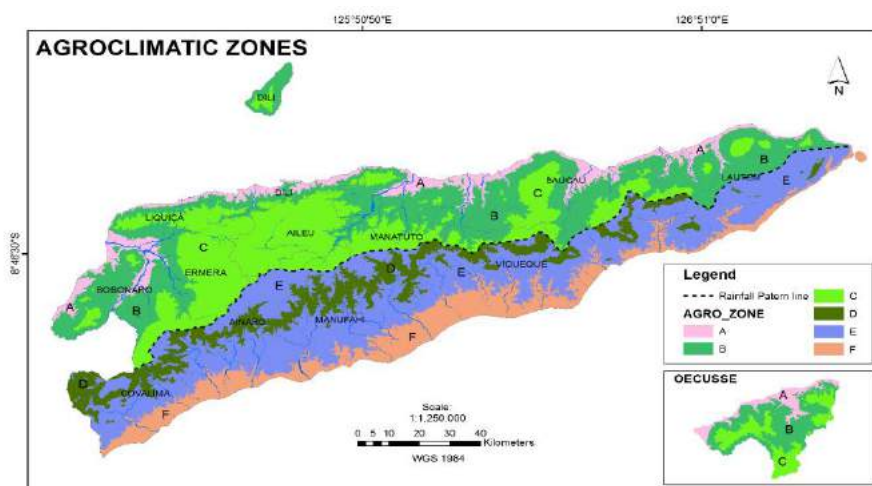 125°50'50"E 126°51'0"E
AGROCLIMATIC ZONES
N
DILI
A
B
DILI
A
BAUCAU
LAUTEM
E
LIQUIÇA
C
B
AILEU
MANATUTO
8°48'30"S
C
ERMERA
D
VIQUEQUE
E
E
BOBONARO
A
B
AINARO
MANUFAHI
F
D
COVALIMA
F
Legend
Rainfall Patern line
AGRO_ZONE
A
B
C
D
E
F
Scale:
1:1,250,000
0 5 10 20 30 40
Kilometers
WGS 1984
OECUSSE
A
B
C